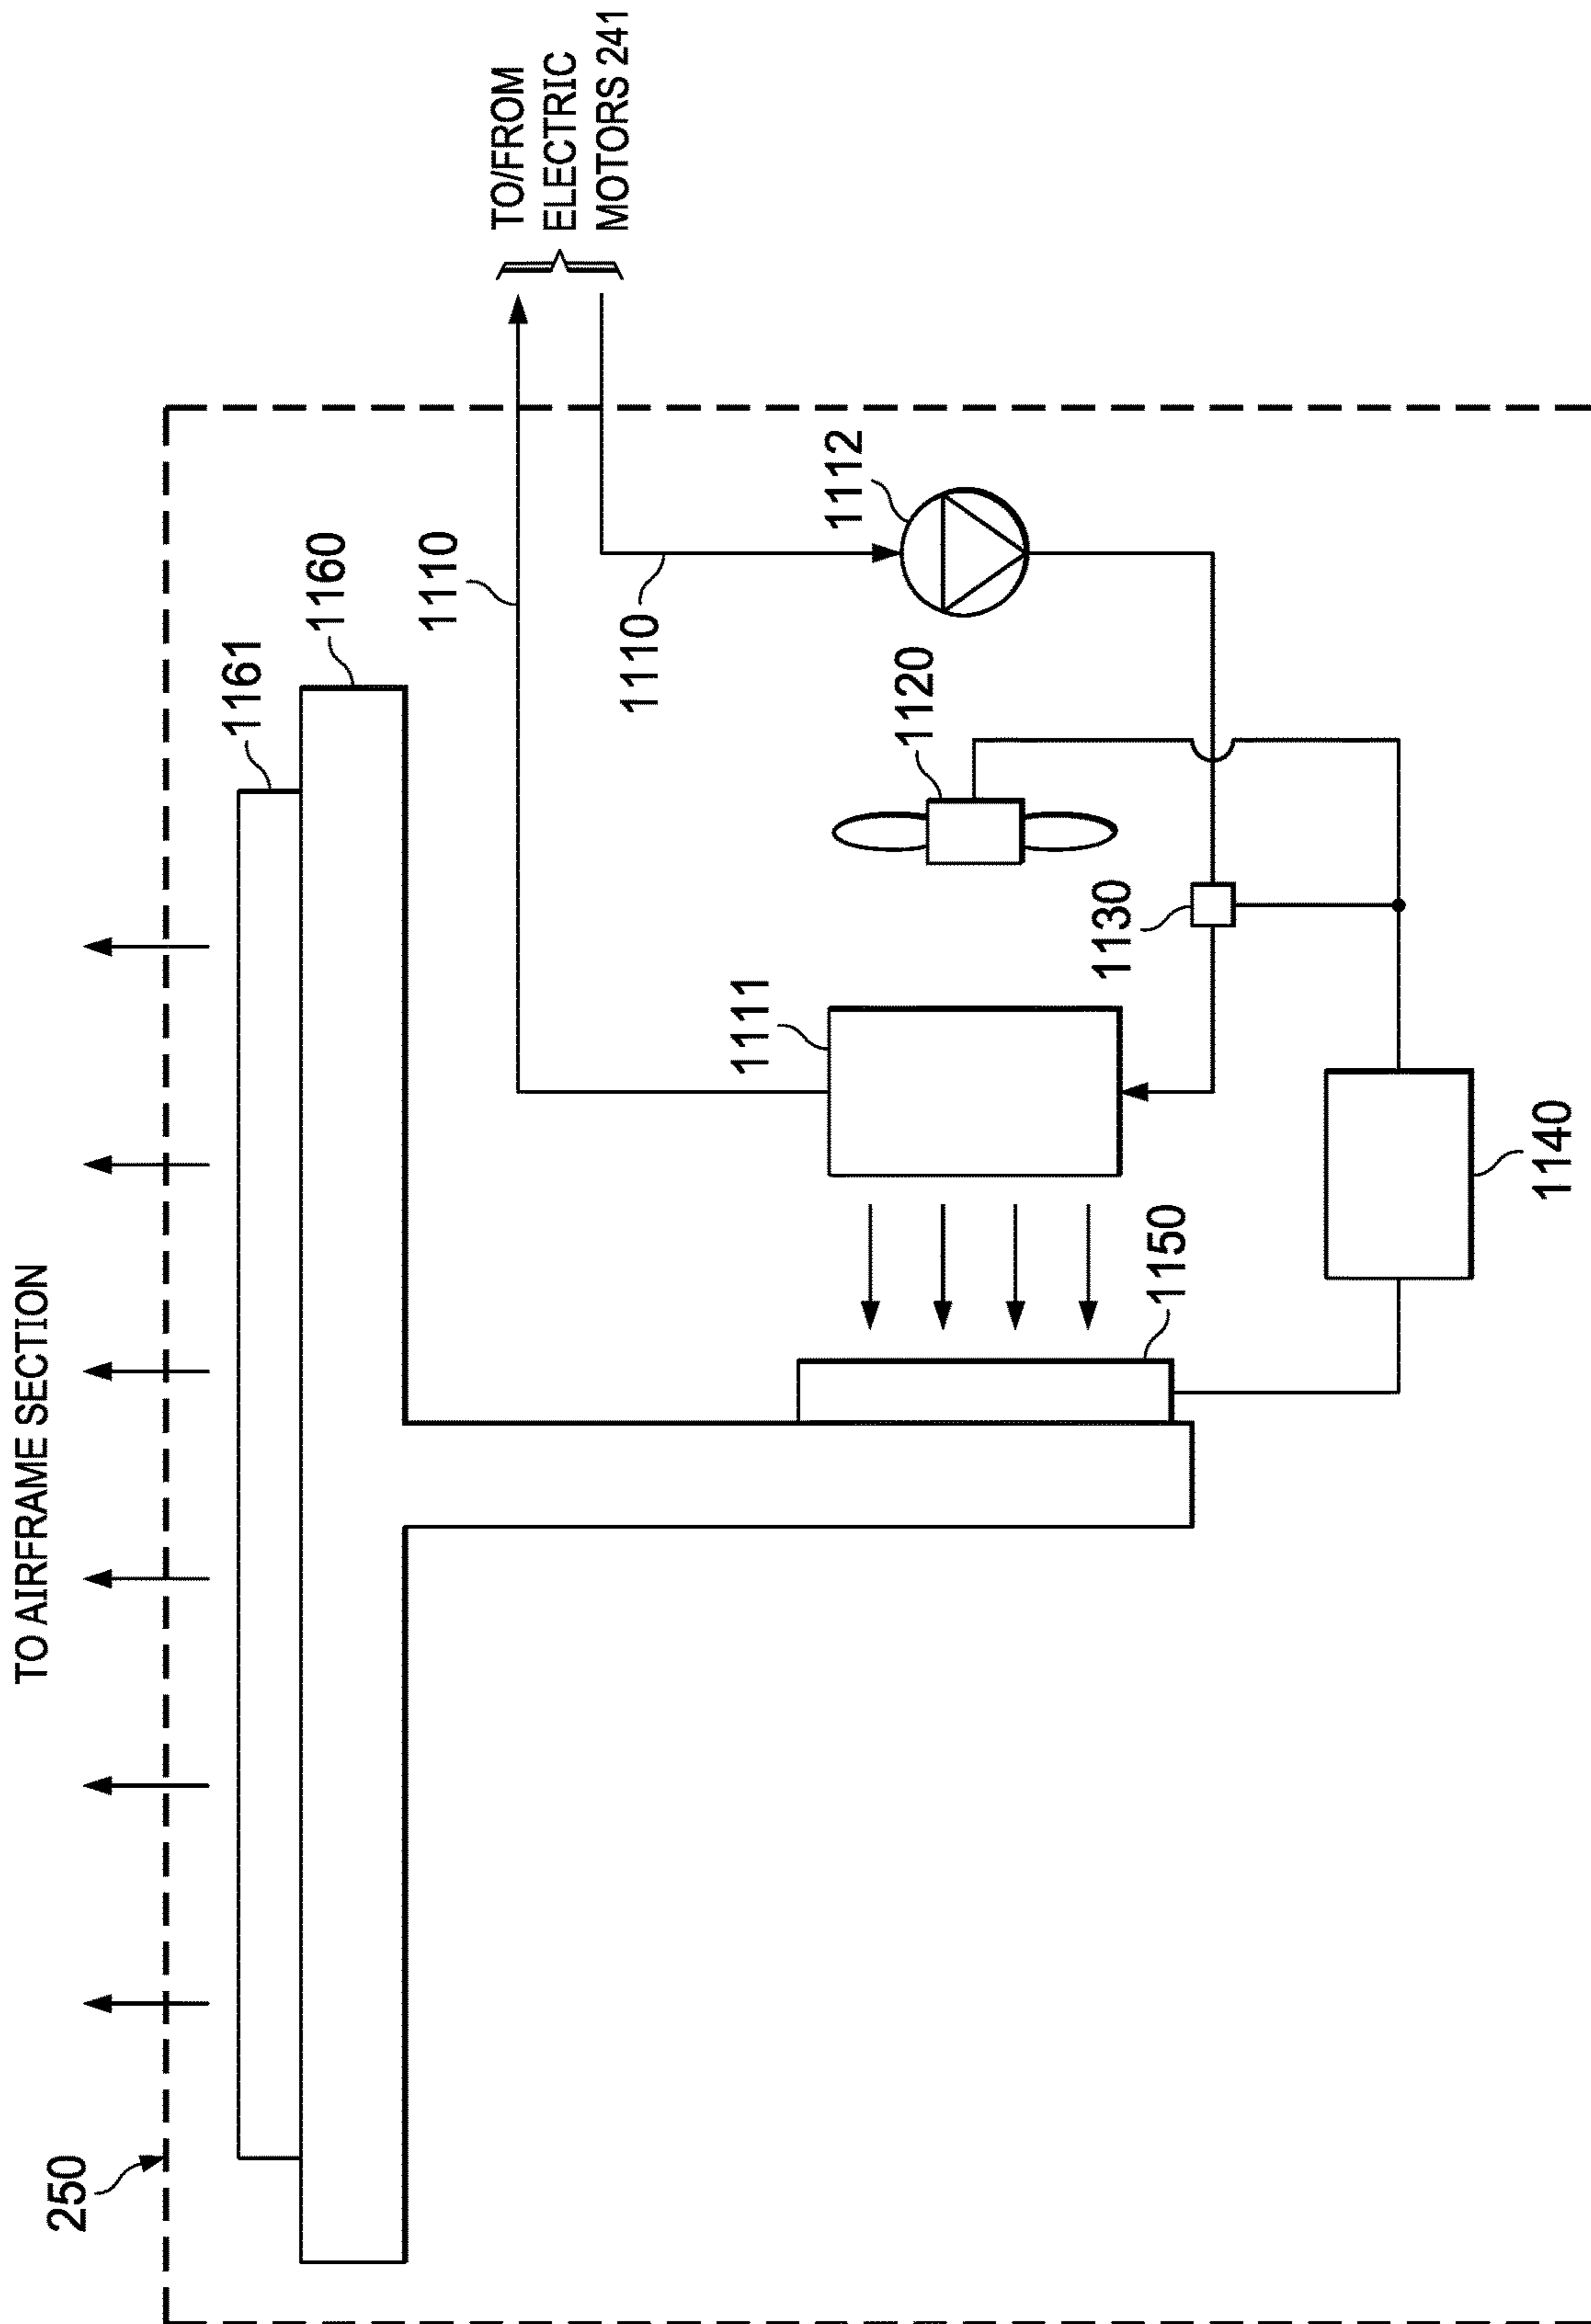 TO AIRFRAME SECTION
250
1161
1160
1110
TO/FROM
ELECTRIC
MOTORS 241
1110
1112
1111
1120
1130
1150
1140